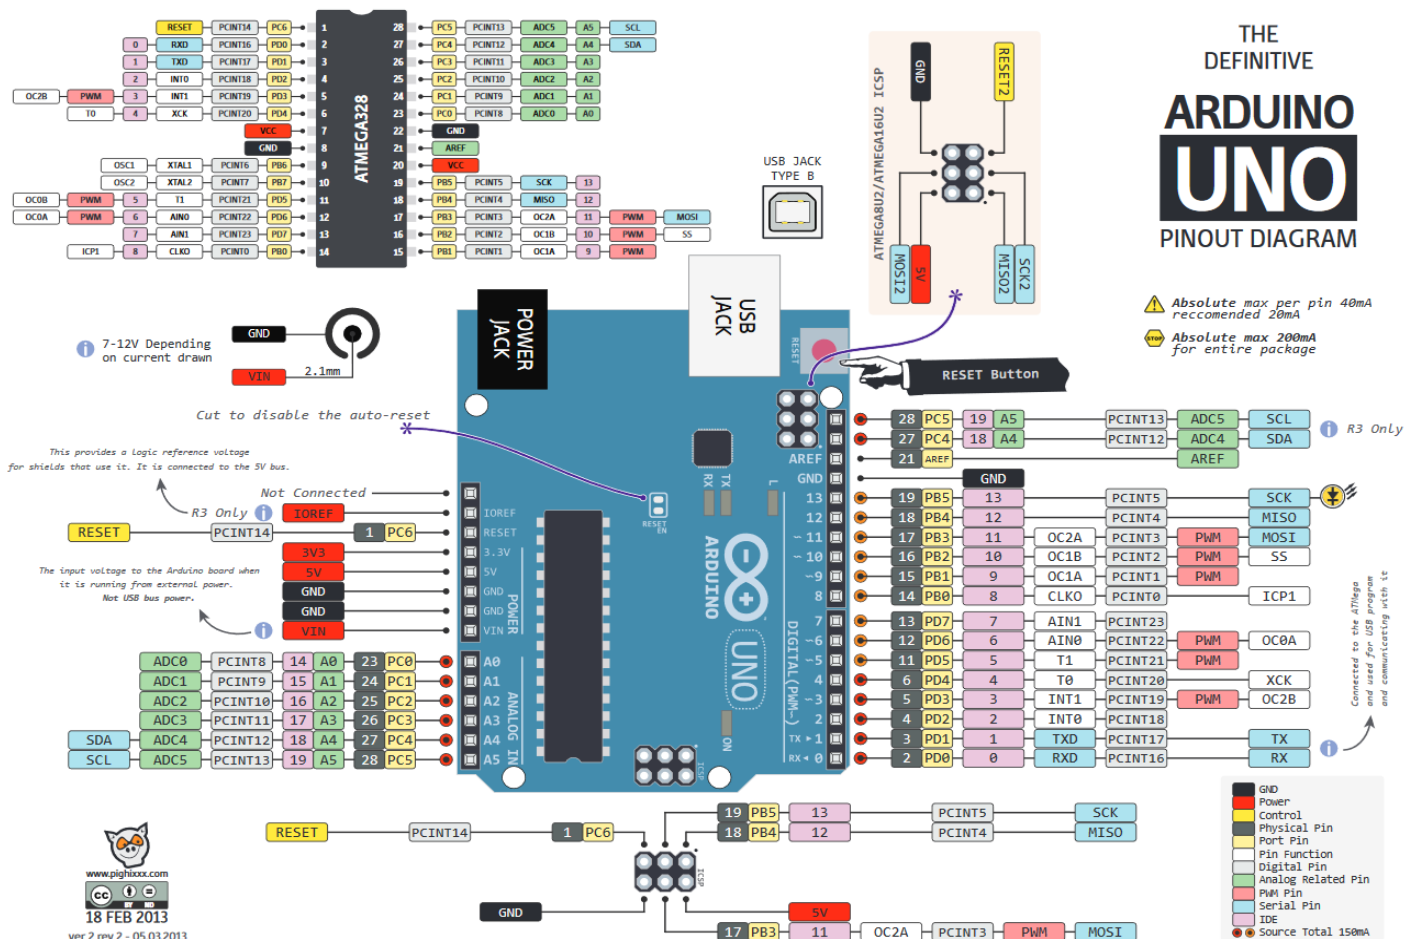 THE
DEFINITIVE
ARDUINO
UNO
PINOUT DIAGRAM
RESET PCINT14 PC6 1
0 RXD PCINT16 PD0 2
1 TXD PCINT17 PD1 3
2 INT0 PCINT18 PD2 4
OC2B PWM 3 INT1 PCINT19 PD3 5
T0 4 XCK PCINT20 PD4 6
VCC 7
GND 8
OSC1 XTAL1 PCINT6 PB6 9
OSC2 XTAL2 PCINT7 PB7 10
OC0B PWM 5 T1 PCINT21 PD5 11
OC0A PWM 6 AIN0 PCINT22 PD6 12
7 AIN1 PCINT23 PD7 13
ICP1 8 CLKO PCINT0 PB0 14
ATMEGA328
28 PC5 PCINT13 ADC5 A5 SCL
27 PC4 PCINT12 ADC4 A4 SDA
26 PC3 PCINT11 ADC3 A3
25 PC2 PCINT10 ADC2 A2
24 PC1 PCINT9 ADC1 A1
23 PC0 PCINT8 ADC0 A0
22 GND
21 AREF
20 VCC
19 PB5 PCINT5 SCK 13
18 PB4 PCINT4 MISO 12
17 PB3 PCINT3 OC2A 11 PWM MOSI
16 PB2 PCINT2 OC1B 10 PWM SS
15 PB1 PCINT1 OC1A 9 PWM
USB JACK
TYPE B
ATMEGA8U2/ATMEGA16U2 ICSP
GND
RESET2
MOSI2
5V
MISO2
SCK2
Absolute max per pin 40mA
reccomended 20mA
STOP
Absolute max 200mA
for entire package
7-12V Depending
on current drawn
GND
VIN
2.1mm
POWER
JACK
USB
JACK
RESET
RESET Button
Cut to disable the auto-reset
This provides a logic reference voltage
for shields that use it. It is connected to the 5V bus.
Not Connected
R3 Only IOREF
RESET PCINT14 1 PC6
3V3
5V
GND
GND
VIN
The input voltage to the Arduino board when
it is running from external power.
Not USB bus power.
ADC0 PCINT8 14 A0 23 PC0
ADC1 PCINT9 15 A1 24 PC1
ADC2 PCINT10 16 A2 25 PC2
ADC3 PCINT11 17 A3 26 PC3
SDA ADC4 PCINT12 18 A4 27 PC4
SCL ADC5 PCINT13 19 A5 28 PC5
IOREF
RESET
3.3V
5V
GND
GND
VIN
POWER
A0
A1
A2
A3
A4
A5
ANALOG IN
RESET
EN
RX
TX
L
ARDUINO
UNO
ON
ICSP
AREF
GND
13
12
~11
~10
~9
8
7
~6
~5
4
~3
2
TX ▸ 1
RX ◂ 0
DIGITAL(PWM~)
28 PC5 19 A5 PCINT13 ADC5 SCL
27 PC4 18 A4 PCINT12 ADC4 SDA
R3 Only
21 AREF AREF
GND
19 PB5 13 PCINT5 SCK
18 PB4 12 PCINT4 MISO
17 PB3 11 OC2A PCINT3 PWM MOSI
16 PB2 10 OC1B PCINT2 PWM SS
15 PB1 9 OC1A PCINT1 PWM
14 PB0 8 CLKO PCINT0 ICP1
13 PD7 7 AIN1 PCINT23
12 PD6 6 AIN0 PCINT22 PWM OC0A
11 PD5 5 T1 PCINT21 PWM
6 PD4 4 T0 PCINT20 XCK
5 PD3 3 INT1 PCINT19 PWM OC2B
4 PD2 2 INT0 PCINT18
3 PD1 1 TXD PCINT17 TX
2 PD0 0 RXD PCINT16 RX
Connected to the ATMega
and used for USB program
and communicating with it
19 PB5 13 PCINT5 SCK
RESET PCINT14 1 PC6
18 PB4 12 PCINT4 MISO
ICSP
GND
5V
17 PB3 11 OC2A PCINT3 PWM MOSI
GND
Power
Control
Physical Pin
Port Pin
Pin Function
Digital Pin
Analog Related Pin
PWM Pin
Serial Pin
IDE
Source Total 150mA
www.pighixxx.com
cc BY ND
18 FEB 2013
ver 2 rev 2 - 05.03.2013